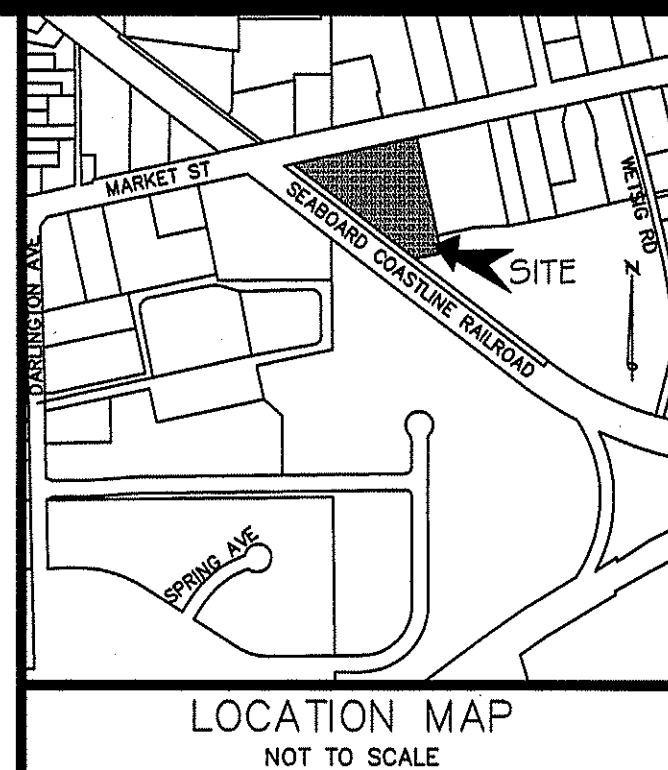 MARKET ST
SEABOARD COASTLINE RAILROAD
WETSIG RD
SITE
N
DARLINGTON AVE
SPRING AVE
LOCATION MAP
NOT TO SCALE